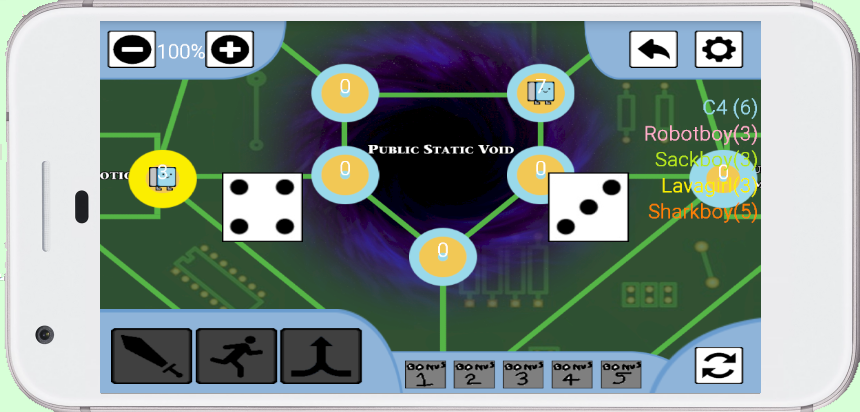 100%
0
7
C4 (6)
Robotboy(3)
PUBLIC STATIC VOID
Sackboy(3)
0
0
0
Lavagirl(3)
Sharkboy(5)
0
BONUS
1
BONUS
2
BONUS
3
BONUS
4
BONUS
5